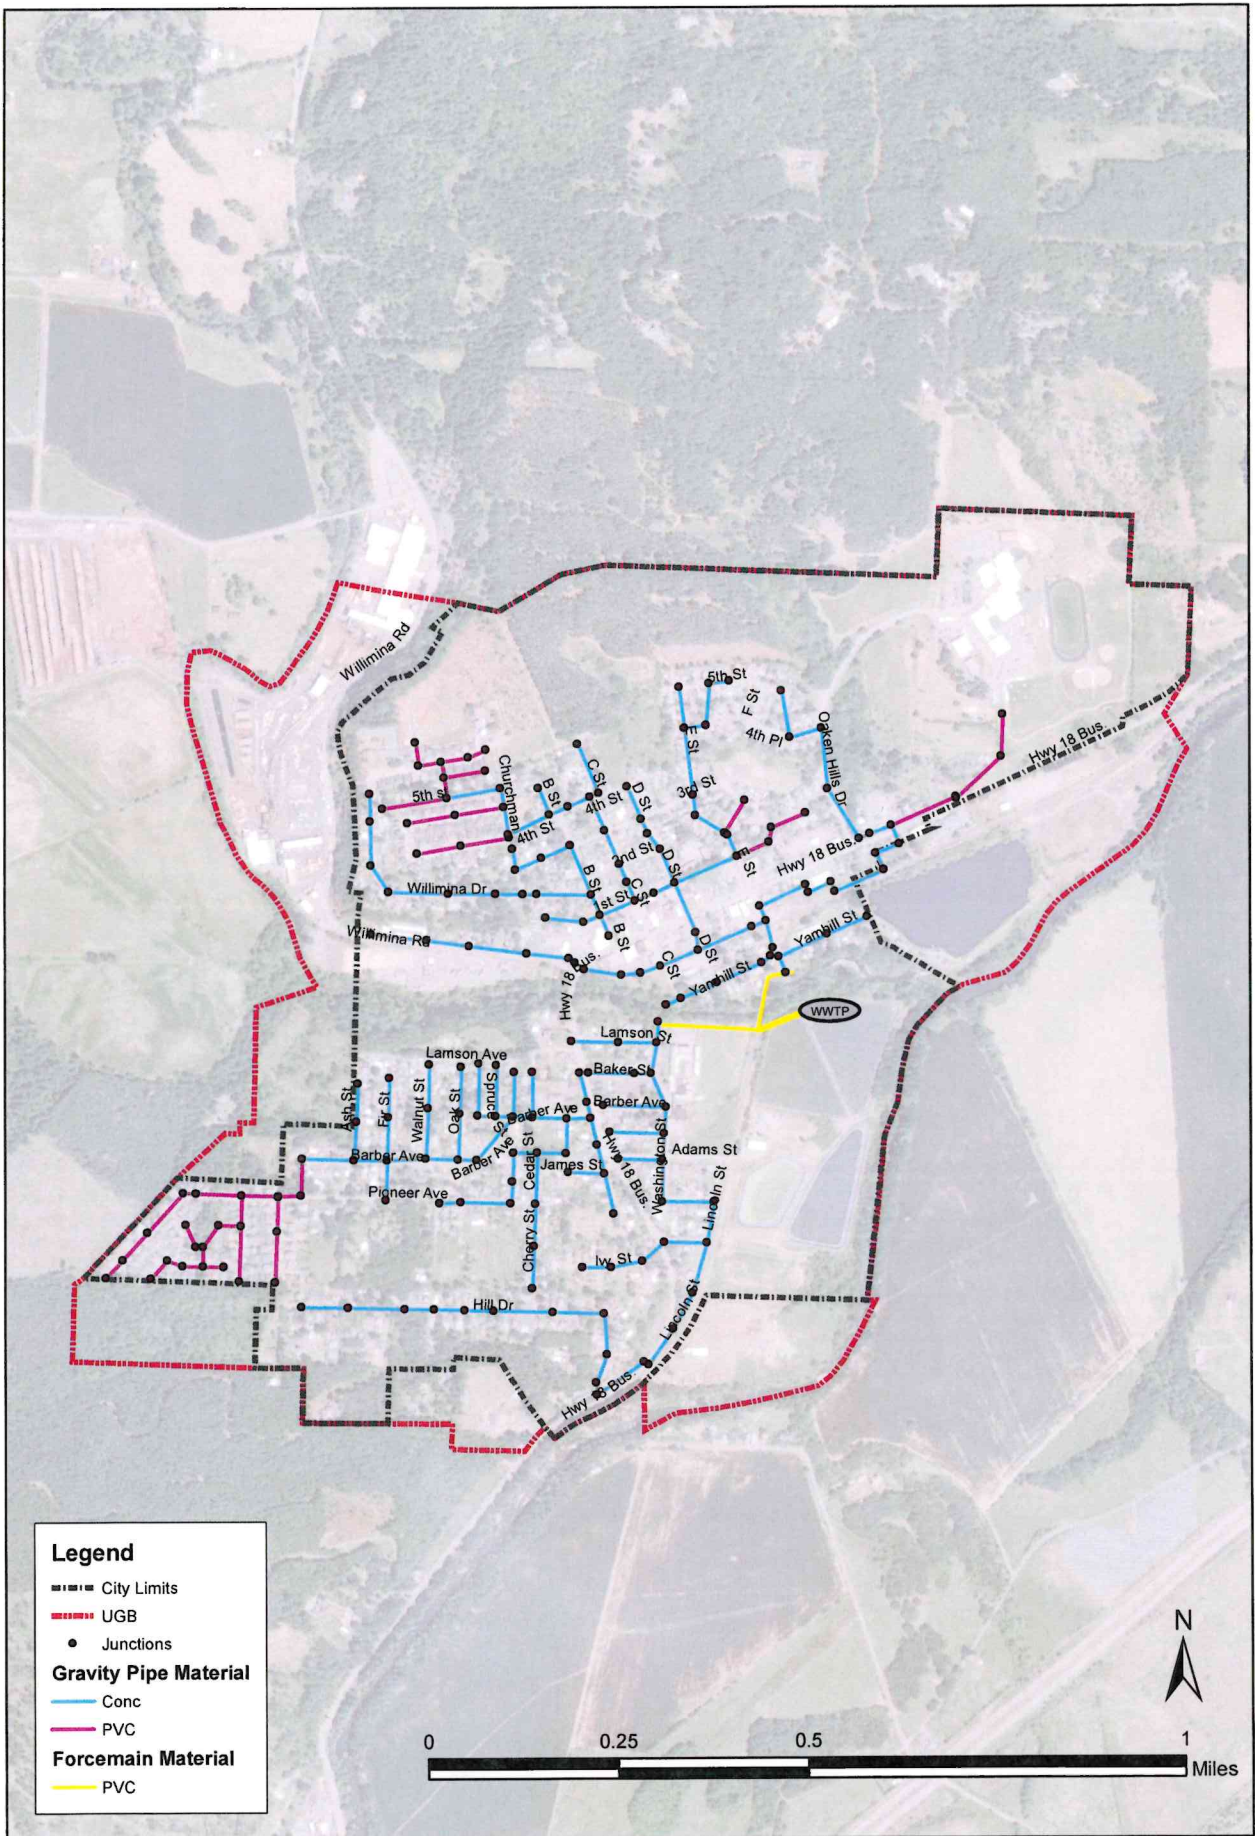 Willimina Rd
5th St
F St
4th Pl
Oaken Hills Dr
Hwy 18 Bus.
E St
3rd St
C St
Churchman
B St
D St
4th St
5th st
4th St
2nd St
D St
E St
Hwy 18 Bus.
B St
C St
1st St
Willimina Dr
Willimina Rd
B St
D St
C St
Yamhill St
Yamhill St
Hwy 18 Bus.
WWTP
Lamson St
Lamson Ave
Baker St
Spruce St
Barber Ave
Barber Ave
Ash St
Fir St
Walnut St
Oak St
Barber Ave
Barber Ave
Cedar St
James St
Hwy 18 Bus.
Washington St
Adams St
Lincoln St
Pioneer Ave
Cherry St
Iw St
Hill Dr
Lincoln St
Hwy 18 Bus.
Legend
City Limits
UGB
Junctions
Gravity Pipe Material
Conc
PVC
Forcemain Material
PVC
N
0 0.25 0.5 1
Miles